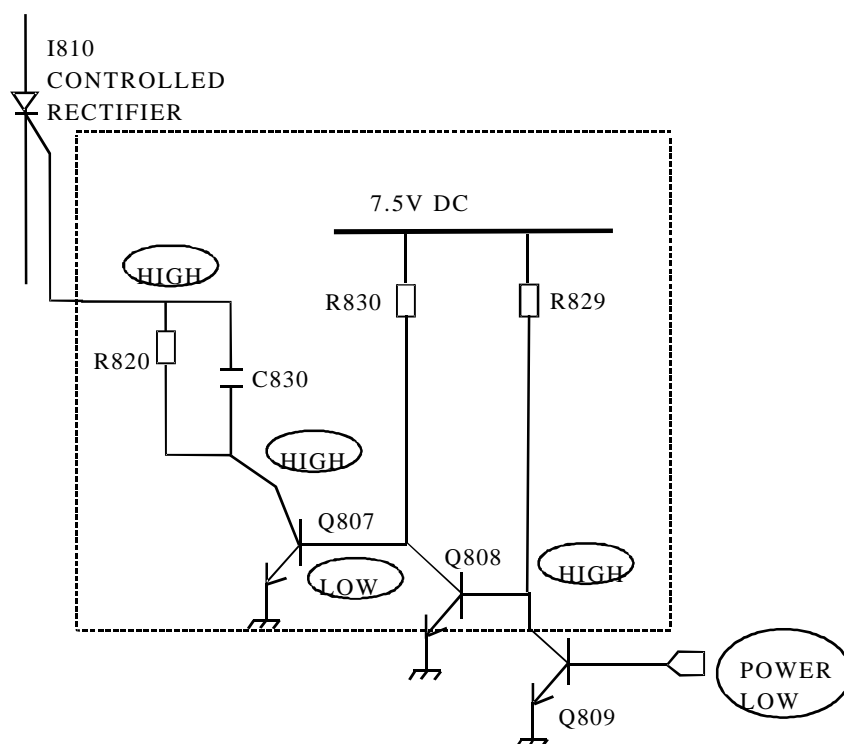 I810
CONTROLLED
RECTIFIER
7.5V DC
HIGH
R830
R829
R820
C830
HIGH
Q807
Q808
HIGH
LOW
POWER
LOW
Q809